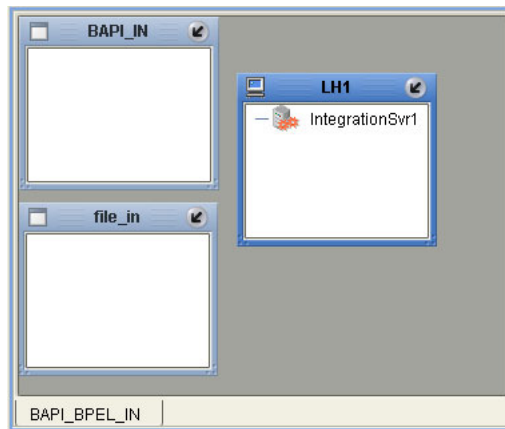 BAPI_IN
LH1
IntegrationSvr1
file_in
BAPI_BPEL_IN